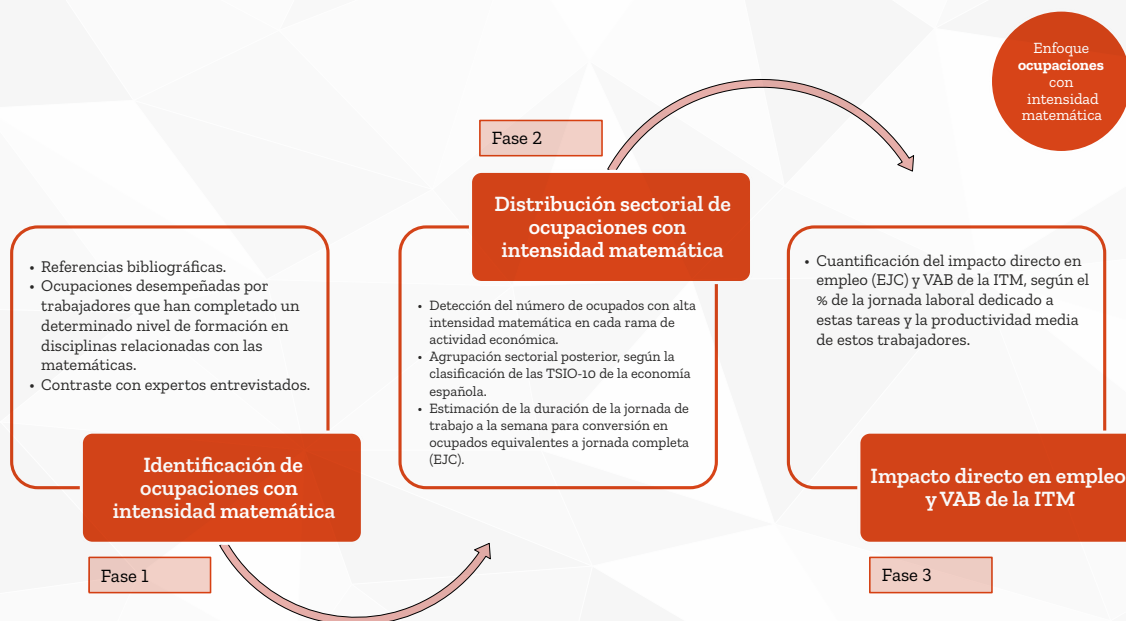 Enfoque
ocupaciones
con
intensidad
matemática
• Referencias bibliográficas.
• Ocupaciones desempeñadas por
trabajadores que han completado un
determinado nivel de formación en
disciplinas relacionadas con las
matemáticas.
• Contraste con expertos entrevistados.
Identificación de
ocupaciones con
intensidad matemática
Fase 1
Fase 2
Distribución sectorial de
ocupaciones con
intensidad matemática
• Detección del número de ocupados con alta
intensidad matemática en cada rama de
actividad económica.
• Agrupación sectorial posterior, según la
clasificación de las TSIO-10 de la economía
española.
• Estimación de la duración de la jornada de
trabajo a la semana para conversión en
ocupados equivalentes a jornada completa
(EJC).
• Cuantificación del impacto directo en
empleo (EJC) y VAB de la ITM, según el
% de la jornada laboral dedicado a
estas tareas y la productividad media
de estos trabajadores.
Impacto directo en empleo
y VAB de la ITM
Fase 3